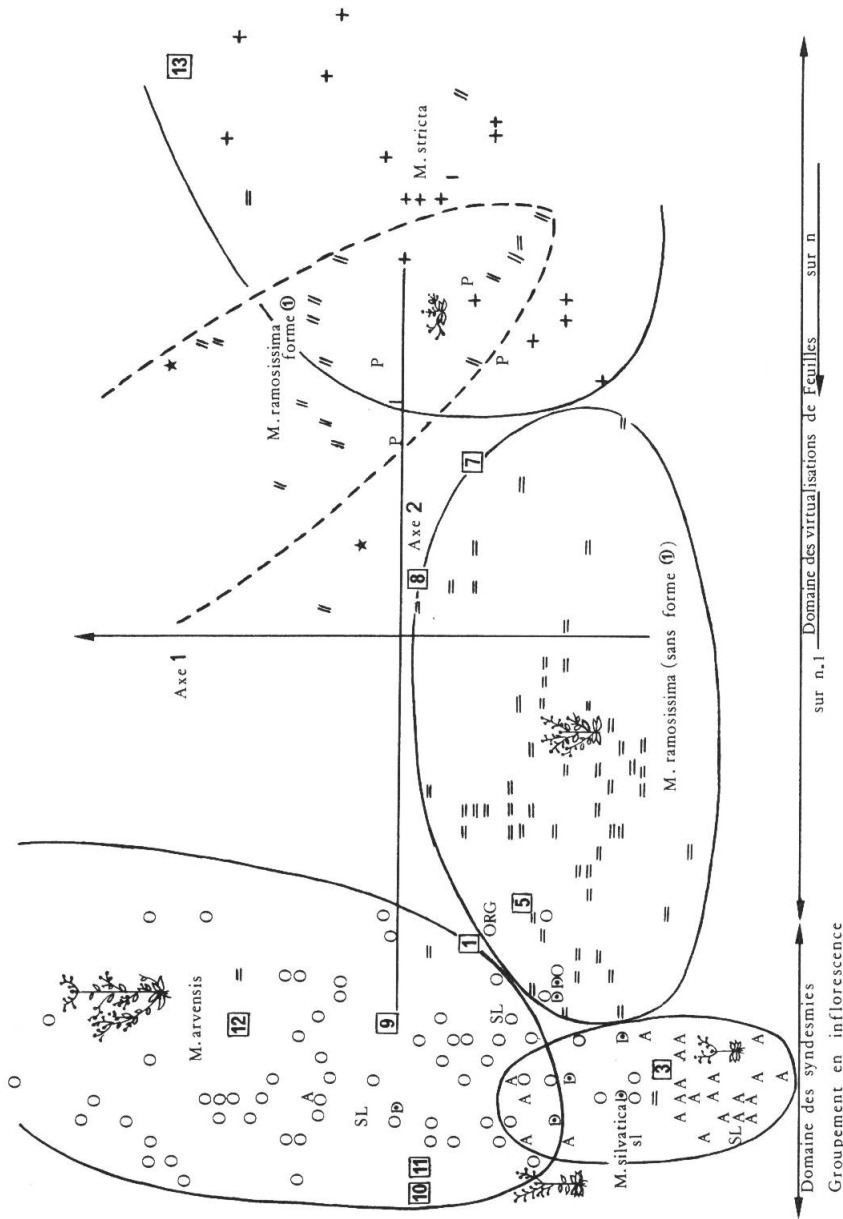 Axe 1
Axe 2
M. arvensis
M. ramosissima
forme ①
M. stricta
M. ramosissima (sans forme ①)
M. silvatica
sl
SL
SL
SL
ORG
P
P
P
P
1
3
5
7
8
9
10
11
12
13
Domaine des syndesmies
Domaine des virtualisations de Feuilles
sur n.1
sur n
Groupement en inflorescence